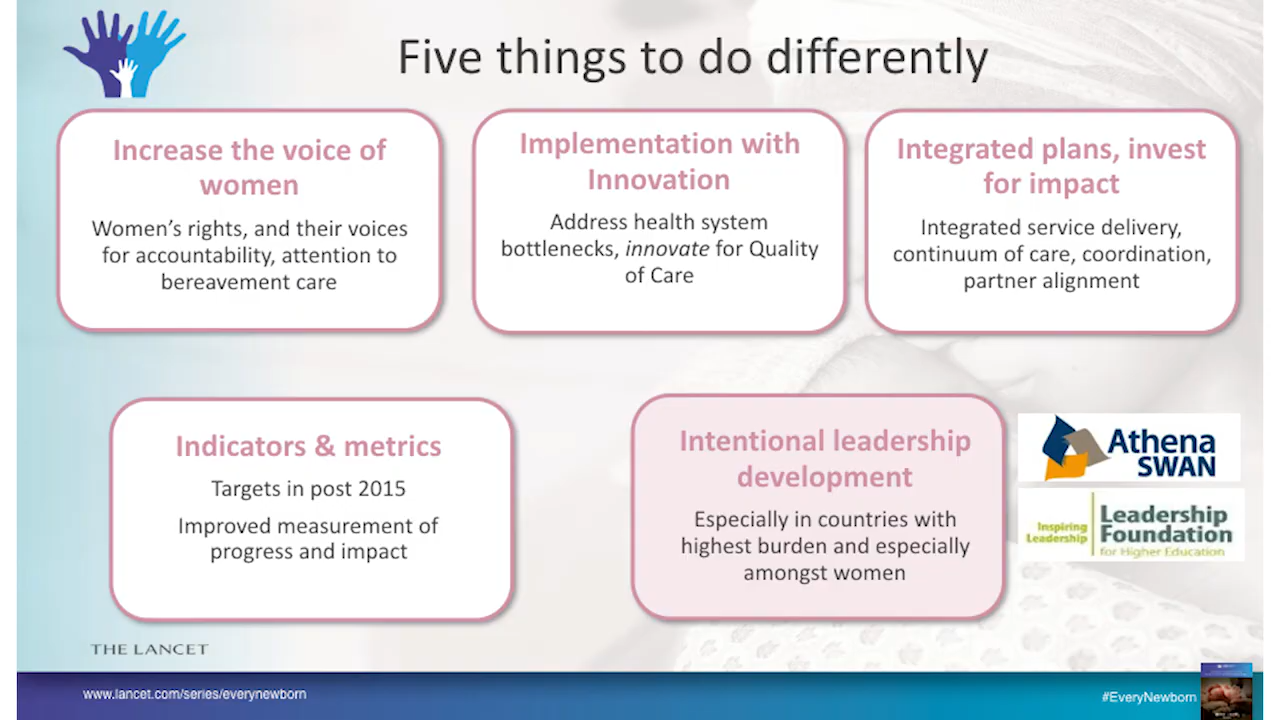 Five things to do differently
Increase the voice of
women
Women’s rights, and their voices
for accountability, attention to
bereavement care
Implementation with
Innovation
Address health system
bottlenecks, innovate for Quality
of Care
Integrated plans, invest
for impact
Integrated service delivery,
continuum of care, coordination,
partner alignment
Indicators & metrics
Targets in post 2015
Improved measurement of
progress and impact
Intentional leadership
development
Especially in countries with
highest burden and especially
amongst women
Athena
SWAN
Inspiring
Leadership
Leadership
Foundation
for Higher Education
THE LANCET
www.lancet.com/series/everynewborn
#EveryNewborn